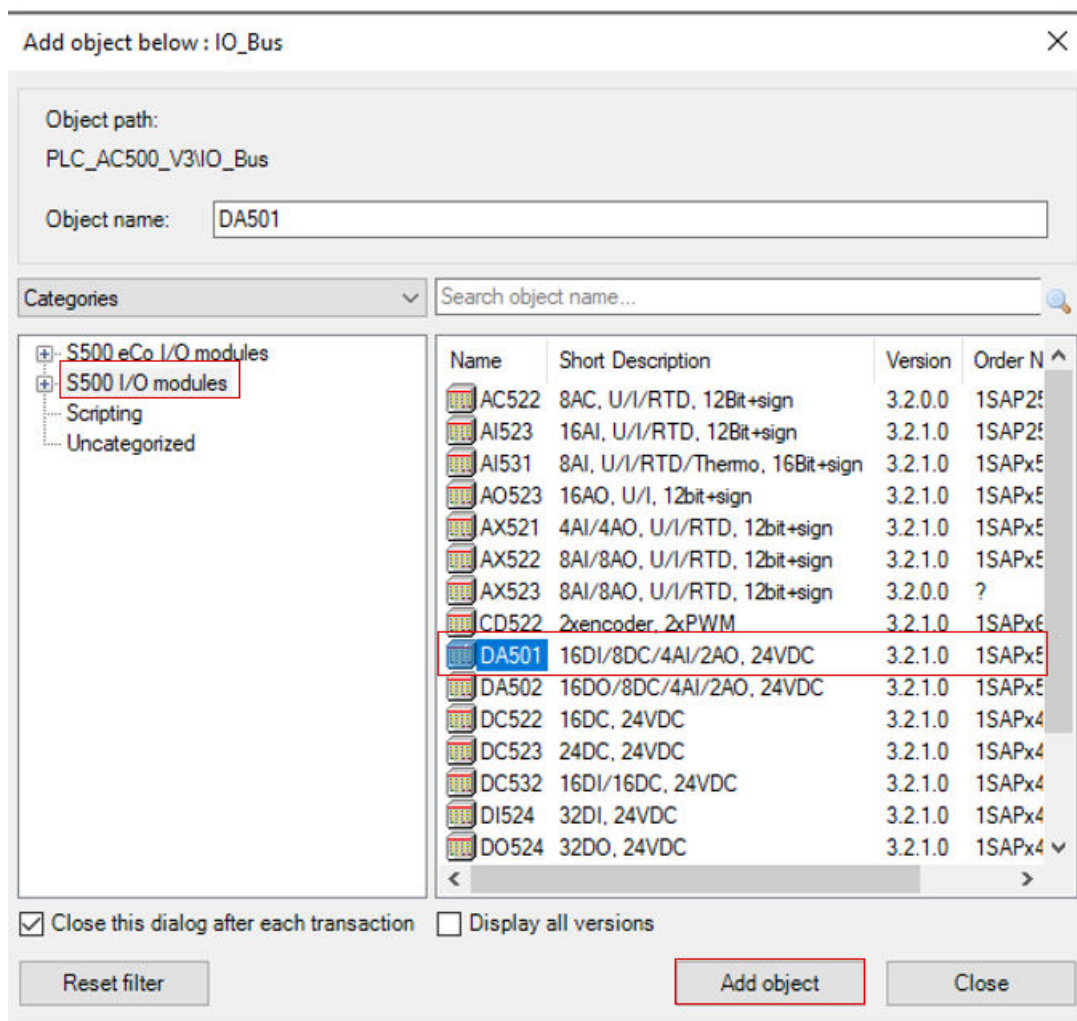 Add object below : IO_Bus
Object path:
PLC_AC500_V3\IO_Bus
Object name: DA501
Categories
Search object name...
S500 eCo I/O modules
S500 I/O modules
Scripting
Uncategorized
Name Short Description Version Order N
AC522 8AC, U/I/RTD, 12Bit+sign 3.2.0.0 1SAP25
AI523 16AI, U/I/RTD, 12Bit+sign 3.2.1.0 1SAP25
AI531 8AI, U/I/RTD/Thermo, 16Bit+sign 3.2.1.0 1SAPx5
AO523 16AO, U/I, 12bit+sign 3.2.1.0 1SAPx5
AX521 4AI/4AO, U/I/RTD, 12bit+sign 3.2.1.0 1SAPx5
AX522 8AI/8AO, U/I/RTD, 12bit+sign 3.2.1.0 1SAPx5
AX523 8AI/8AO, U/I/RTD, 12bit+sign 3.2.0.0 ?
CD522 2xencoder, 2xPWM 3.2.1.0 1SAPx6
DA501 16DI/8DC/4AI/2AO, 24VDC 3.2.1.0 1SAPx5
DA502 16DO/8DC/4AI/2AO, 24VDC 3.2.1.0 1SAPx5
DC522 16DC, 24VDC 3.2.1.0 1SAPx4
DC523 24DC, 24VDC 3.2.1.0 1SAPx4
DC532 16DI/16DC, 24VDC 3.2.1.0 1SAPx4
DI524 32DI, 24VDC 3.2.1.0 1SAPx4
DO524 32DO, 24VDC 3.2.1.0 1SAPx4
Close this dialog after each transaction Display all versions
Reset filter Add object Close